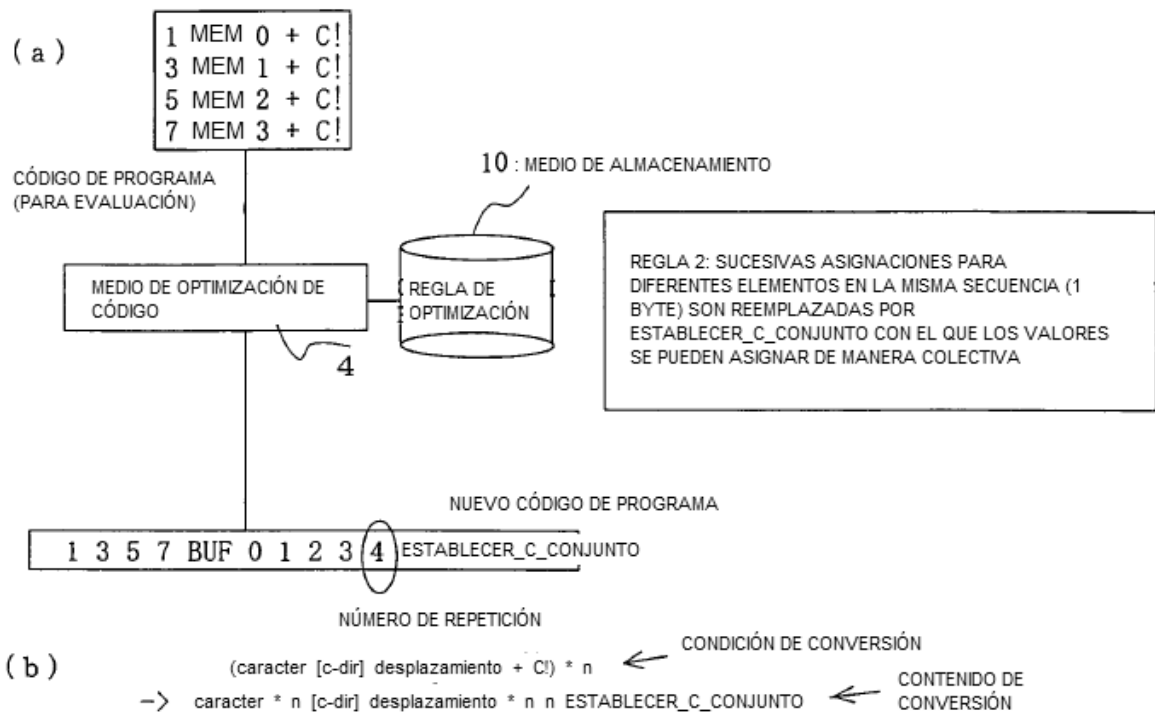 (a)
1 MEM 0 + C!
3 MEM 1 + C!
5 MEM 2 + C!
7 MEM 3 + C!
CÓDIGO DE PROGRAMA
(PARA EVALUACIÓN)
10 : MEDIO DE ALMACENAMIENTO
MEDIO DE OPTIMIZACIÓN DE
CÓDIGO
4
REGLA DE
OPTIMIZACIÓN
REGLA 2: SUCESIVAS ASIGNACIONES PARA
DIFERENTES ELEMENTOS EN LA MISMA SECUENCIA (1
BYTE) SON REEMPLAZADAS POR
ESTABLECER_C_CONJUNTO CON EL QUE LOS VALORES
SE PUEDEN ASIGNAR DE MANERA COLECTIVA
NUEVO CÓDIGO DE PROGRAMA
1 3 5 7 BUF 0 1 2 3 4 ESTABLECER_C_CONJUNTO
NÚMERO DE REPETICIÓN
(b)
(caracter [c-dir] desplazamiento + C!) * n
CONDICIÓN DE CONVERSIÓN
-> caracter * n [c-dir] desplazamiento * n n ESTABLECER_C_CONJUNTO
CONTENIDO DE
CONVERSIÓN